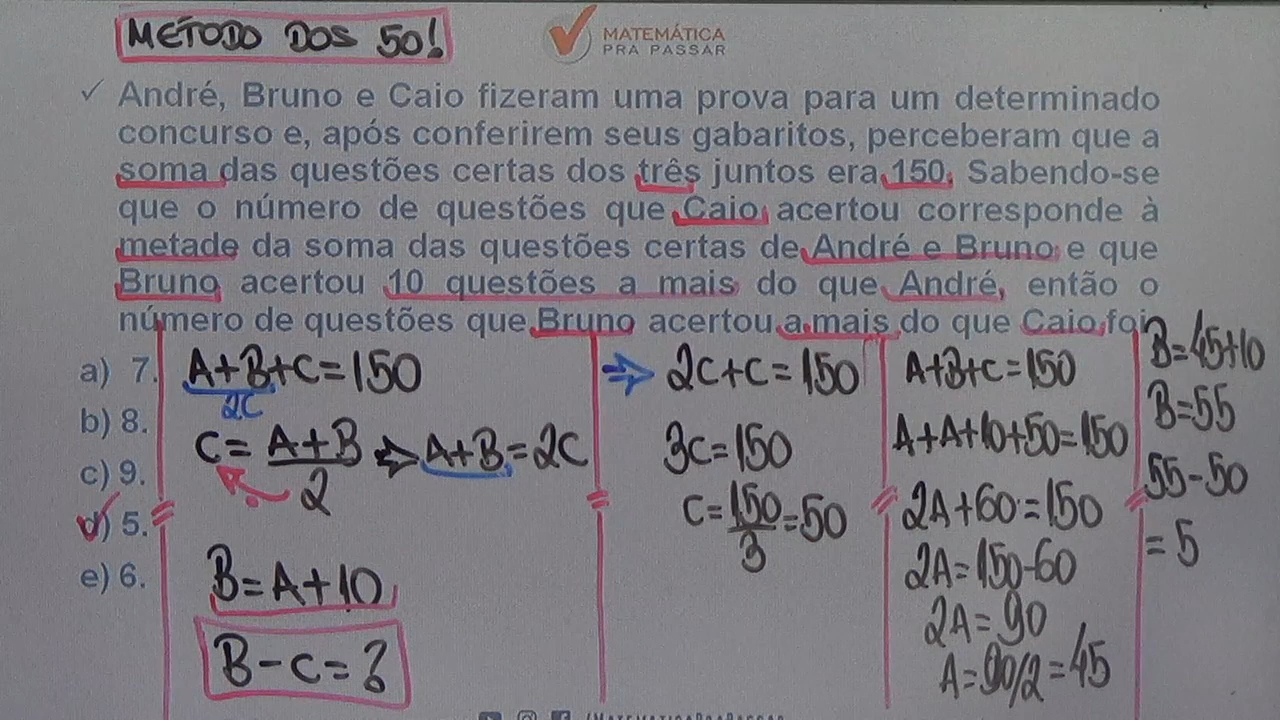 MÉTODO DOS 50!
MATEMÁTICA
PRA PASSAR
✓ André, Bruno e Caio fizeram uma prova para um determinado
concurso e, após conferirem seus gabaritos, perceberam que a
soma das questões certas dos três juntos era 150. Sabendo-se
que o número de questões que Caio acertou corresponde à
metade da soma das questões certas de André e Bruno e que
Bruno acertou 10 questões a mais do que André, então o
número de questões que Bruno acertou a mais do que Caio foi
a) 7.
b) 8.
c) 9.
d) 5.
e) 6.
A+B+C=150
2C
C=A+B/2 ⇒ A+B=2C
B=A+10
B-C=?
⇒ 2C+C=150
3C=150
C=150/3=50
A+B+C=150
A+A+10+50=150
2A+60=150
2A=150-60
2A=90
A=90/2=45
B=45+10
B=55
55-50
=5